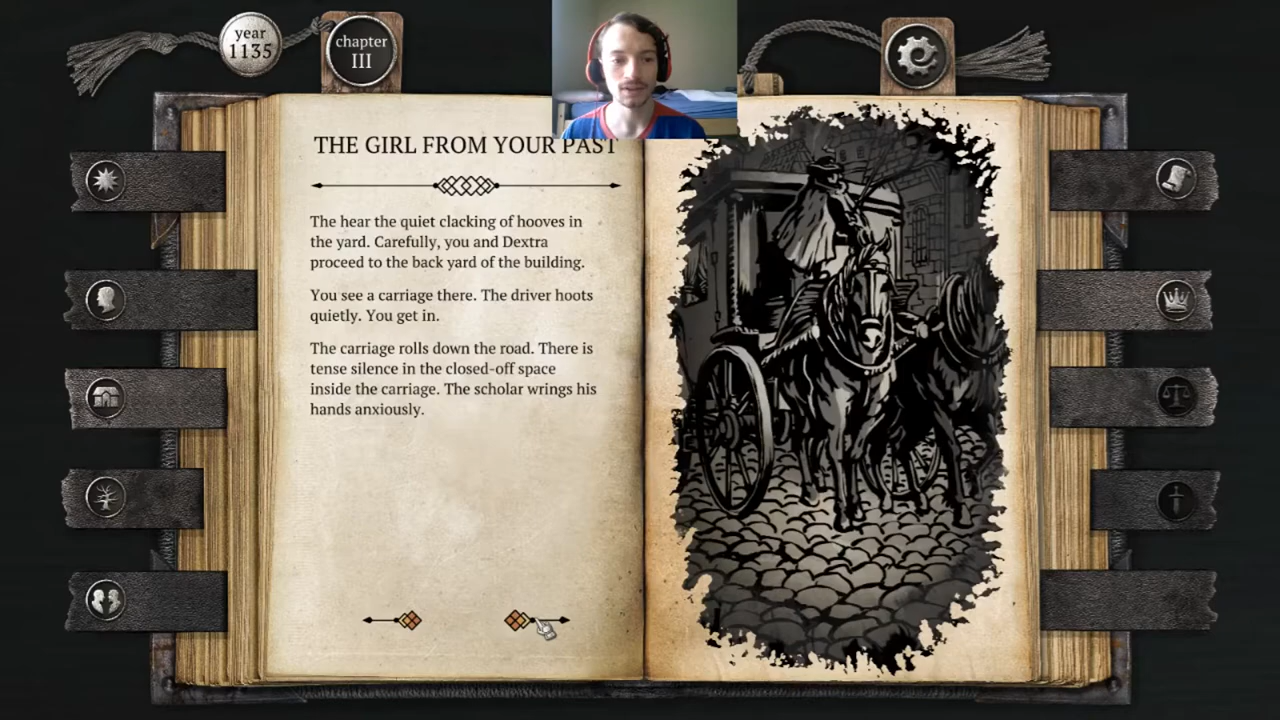 year
1135
chapter
III
THE GIRL FROM YOUR PAST
The hear the quiet clacking of hooves in
the yard. Carefully, you and Dextra
proceed to the back yard of the building.
You see a carriage there. The driver hoots
quietly. You get in.
The carriage rolls down the road. There is
tense silence in the closed-off space
inside the carriage. The scholar wrings his
hands anxiously.